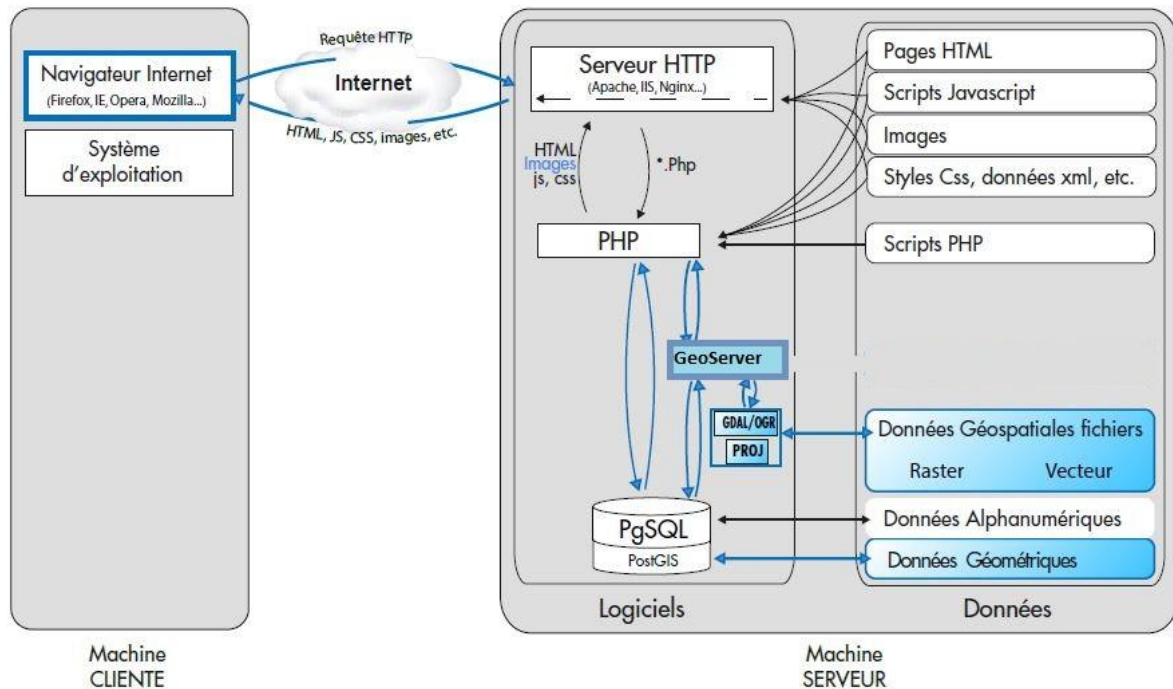 Requête HTTP
Internet
HTML, JS, CSS, images, etc.
Navigateur Internet
(Firefox, IE, Opera, Mozilla...)
Système
d'exploitation
Serveur HTTP
(Apache, IIS, Nginx...)
HTML
Images
js, css
*.Php
PHP
GeoServer
GDAL/OGR
PROJ
PgSQL
PostGIS
Logiciels
Pages HTML
Scripts Javascript
Images
Styles Css, données xml, etc.
Scripts PHP
Données Géospatiales fichiers
Raster Vecteur
Données Alphanumériques
Données Géométriques
Données
Machine
CLIENTE
Machine
SERVEUR